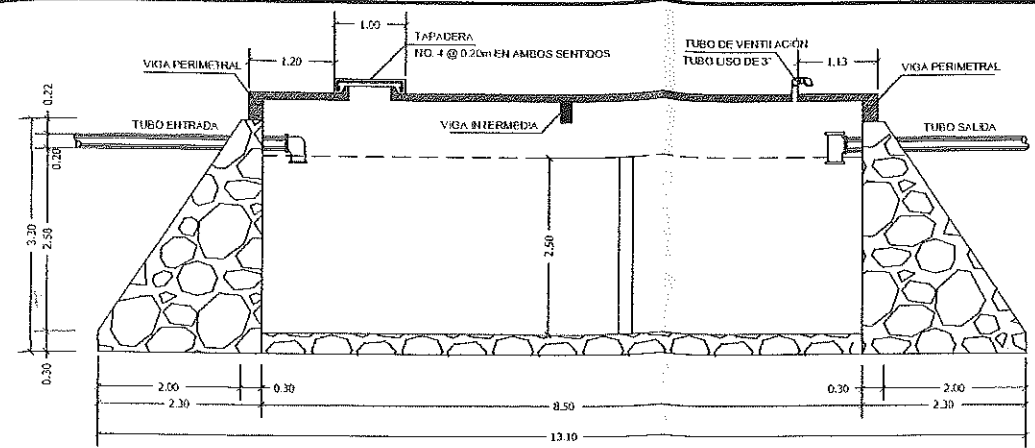 1.00
TAPADERA
NO. 4 @ 0.20m EN AMBOS SENTIDOS
TUBO DE VENTILACIÓN
TUBO LISO DE 3"
1.20
1.13
VIGA PERIMETRAL
VIGA PERIMETRAL
0.22
TUBO ENTRADA
VIGA INTERMEDIA
TUBO SALIDA
0.20
3.30
2.58
2.50
0.30
2.00
0.30
0.30
2.00
2.30
8.50
2.30
13.10